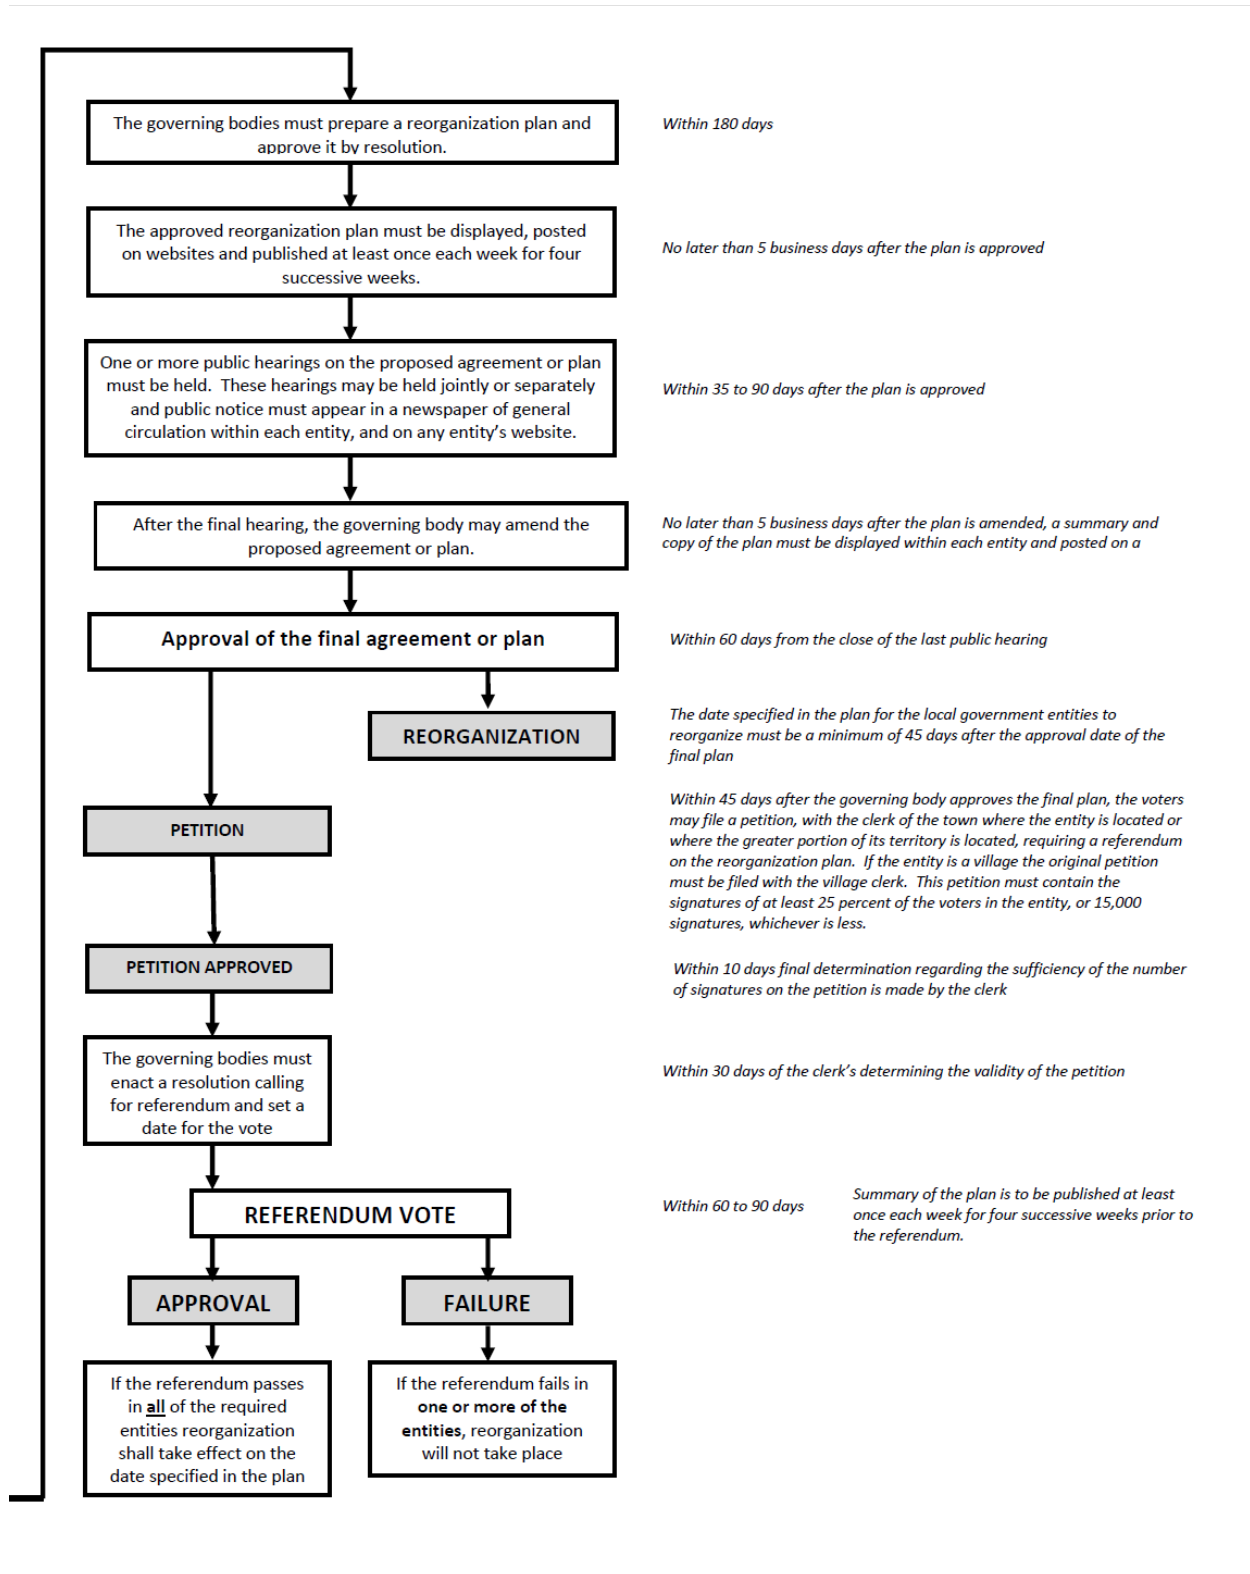 The governing bodies must prepare a reorganization plan and
approve it by resolution.
Within 180 days
The approved reorganization plan must be displayed, posted
on websites and published at least once each week for four
successive weeks.
No later than 5 business days after the plan is approved
One or more public hearings on the proposed agreement or plan
must be held.  These hearings may be held jointly or separately
and public notice must appear in a newspaper of general
circulation within each entity, and on any entity’s website.
Within 35 to 90 days after the plan is approved
After the final hearing, the governing body may amend the
proposed agreement or plan.
No later than 5 business days after the plan is amended, a summary and
copy of the plan must be displayed within each entity and posted on a
Approval of the final agreement or plan
Within 60 days from the close of the last public hearing
REORGANIZATION
The date specified in the plan for the local government entities to
reorganize must be a minimum of 45 days after the approval date of the
final plan
PETITION
Within 45 days after the governing body approves the final plan, the voters
may file a petition, with the clerk of the town where the entity is located or
where the greater portion of its territory is located, requiring a referendum
on the reorganization plan.  If the entity is a village the original petition
must be filed with the village clerk.  This petition must contain the
signatures of at least 25 percent of the voters in the entity, or 15,000
signatures, whichever is less.
PETITION APPROVED
Within 10 days final determination regarding the sufficiency of the number
of signatures on the petition is made by the clerk
The governing bodies must
enact a resolution calling
for referendum and set a
date for the vote
Within 30 days of the clerk’s determining the validity of the petition
REFERENDUM VOTE
Within 60 to 90 days
Summary of the plan is to be published at least
once each week for four successive weeks prior to
the referendum.
APPROVAL
FAILURE
If the referendum passes
in all of the required
entities reorganization
shall take effect on the
date specified in the plan
If the referendum fails in
one or more of the
entities, reorganization
will not take place